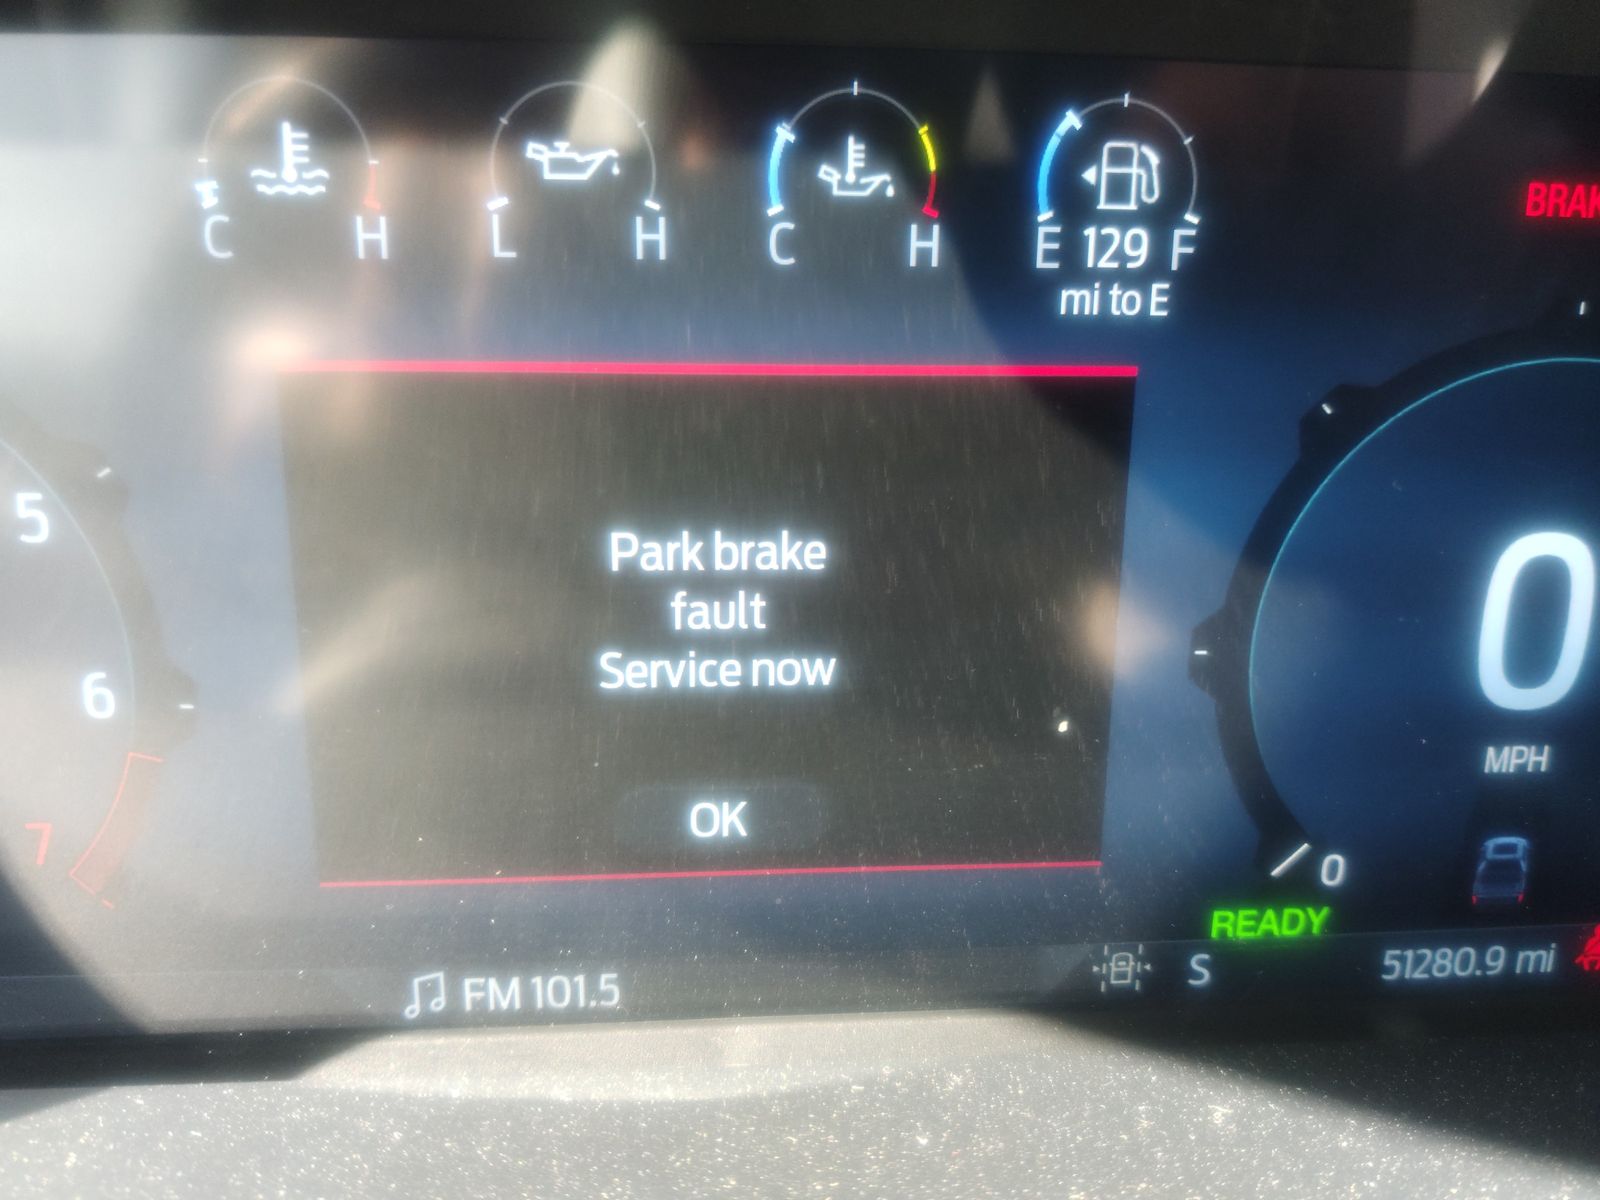 C H
L H
C H
E 129 F
mi to E
5
6
7
Park brake
fault
Service now
OK
0
MPH
0
READY
FM 101.5
S
51280.9 mi